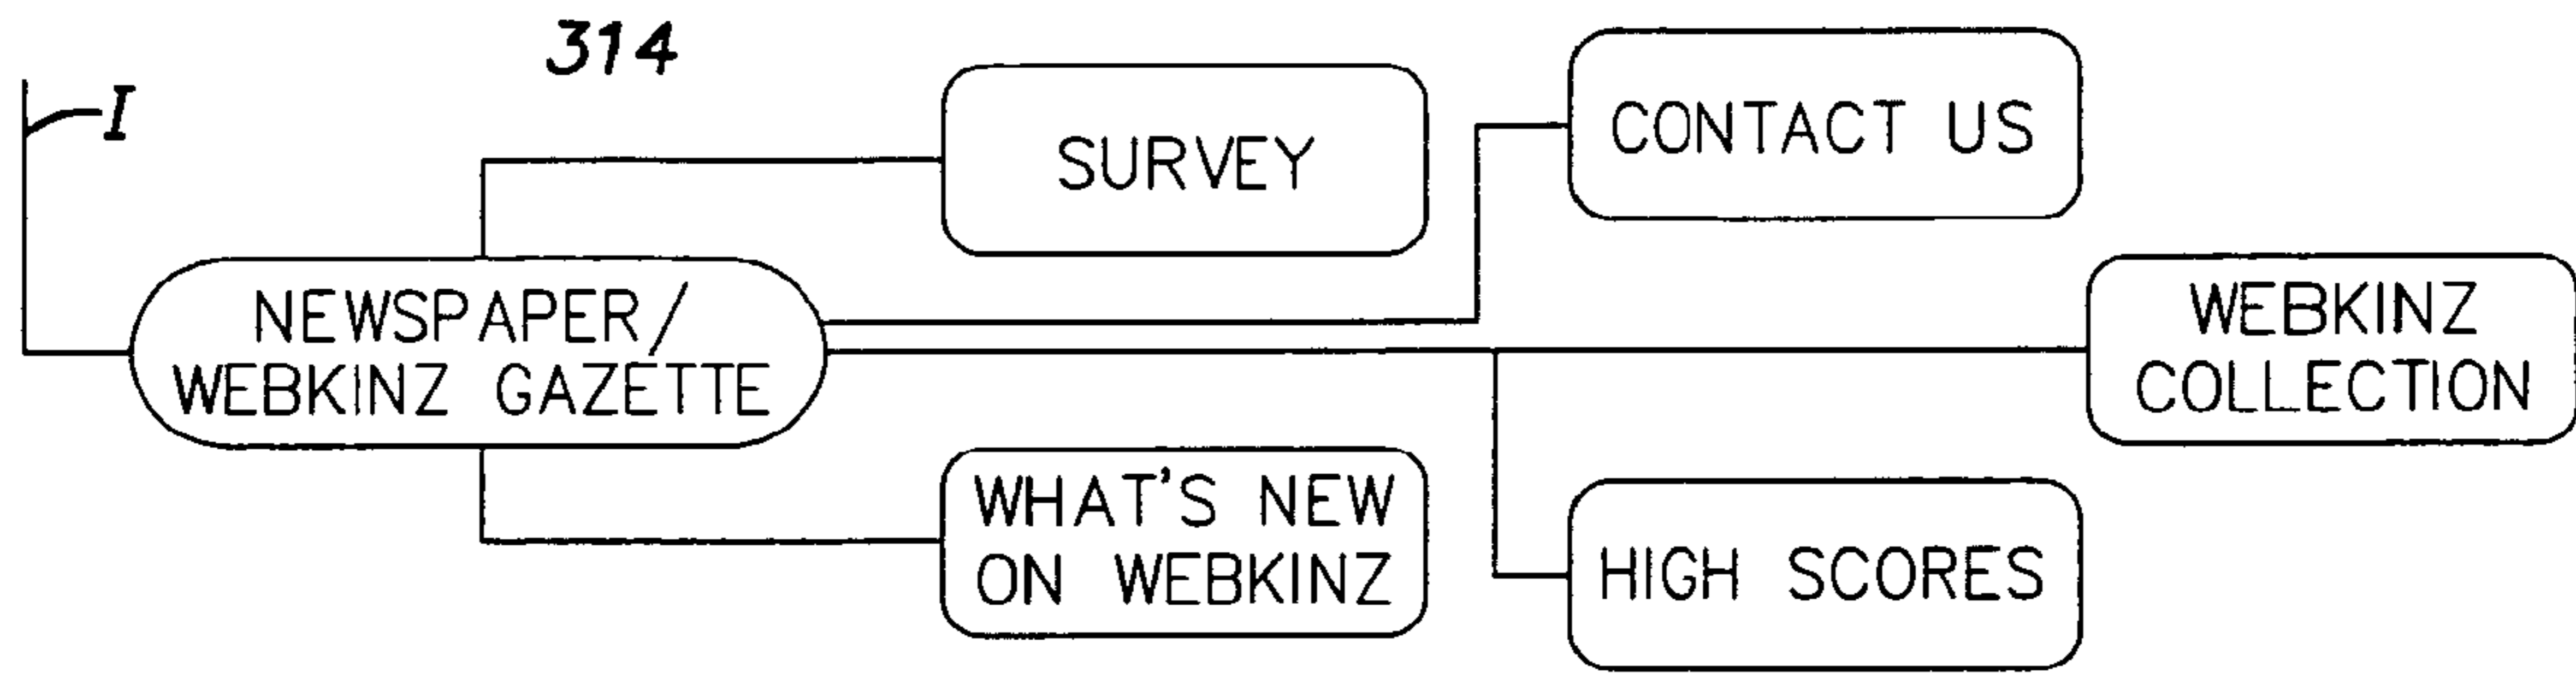 314
I
SURVEY
CONTACT US
NEWSPAPER/
WEBKINZ GAZETTE
WEBKINZ
COLLECTION
WHAT'S NEW
ON WEBKINZ
HIGH SCORES